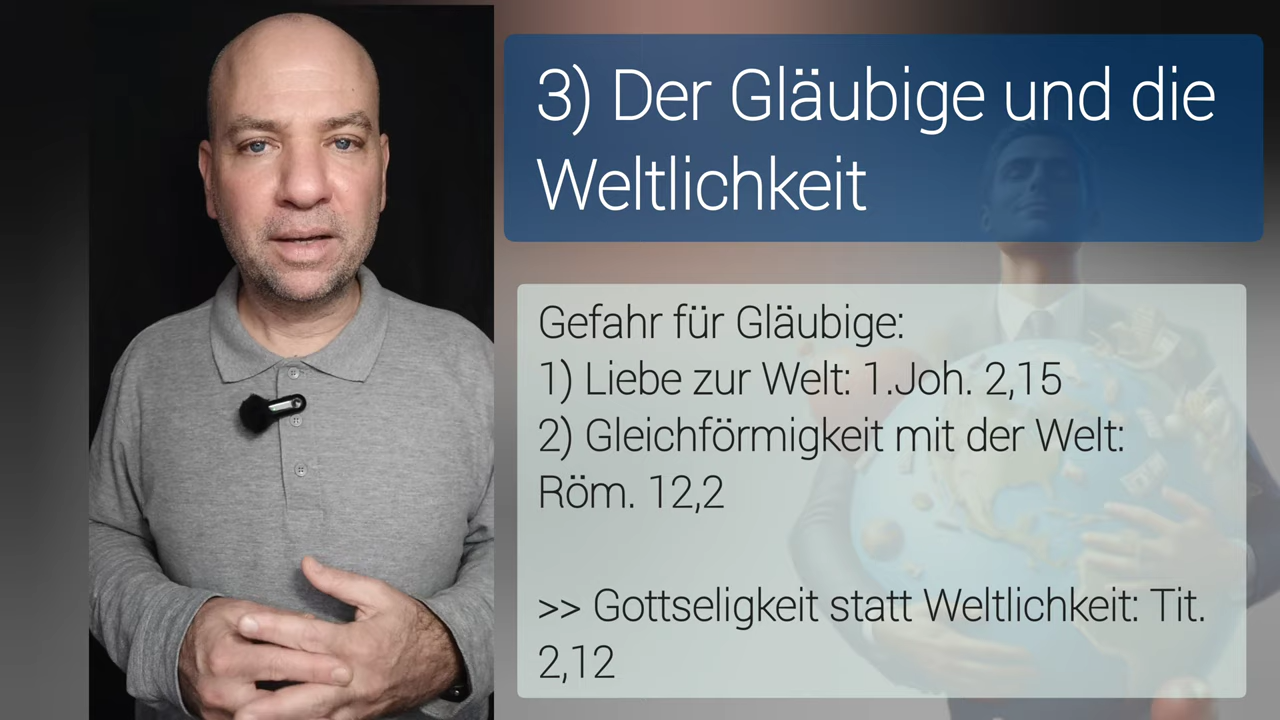 3) Der Gläubige und die
Weltlichkeit
Gefahr für Gläubige:
1) Liebe zur Welt: 1.Joh. 2,15
2) Gleichförmigkeit mit der Welt:
Röm. 12,2
>> Gottseligkeit statt Weltlichkeit: Tit.
2,12